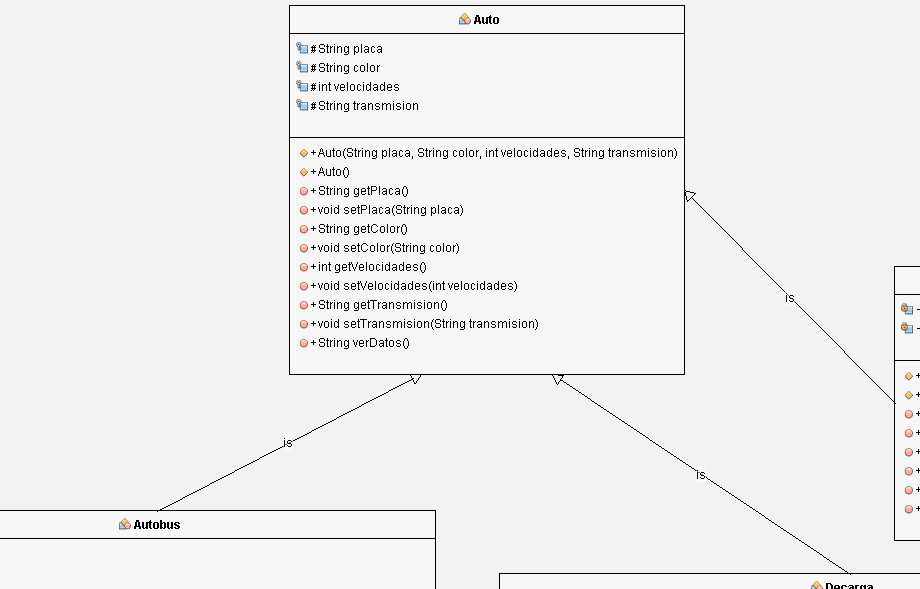 Auto
#String placa
#String color
#int velocidades
#String transmision
+Auto(String placa, String color, int velocidades, String transmision)
+Auto()
+String getPlaca()
+void setPlaca(String placa)
+String getColor()
+void setColor(String color)
+int getVelocidades()
+void setVelocidades(int velocidades)
+String getTransmision()
+void setTransmision(String transmision)
+String verDatos()
is
is
is
Autobus
Decarga